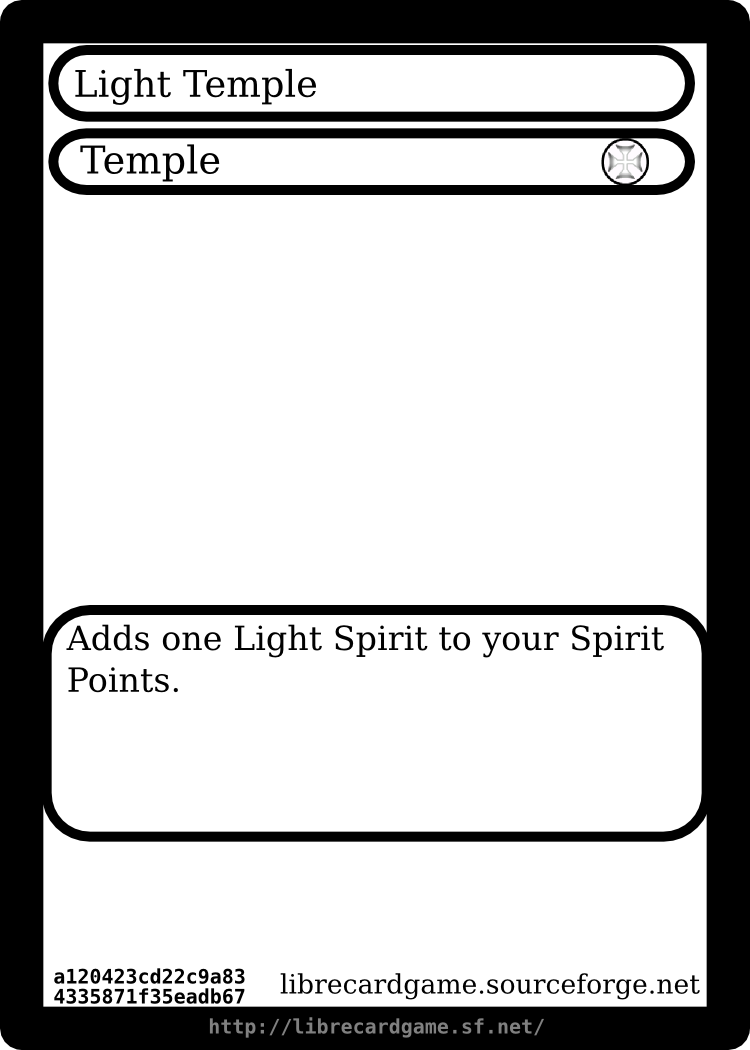 Light Temple
Temple
Adds one Light Spirit to your Spirit
Points.
a120423cd22c9a83
4335871f35eadb67
librecardgame.sourceforge.net
http://librecardgame.sf.net/